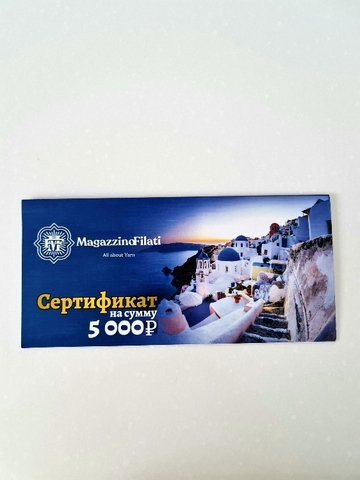 MagazzinoFilati
All about Yarn
Сертификат
на сумму
5 000₽